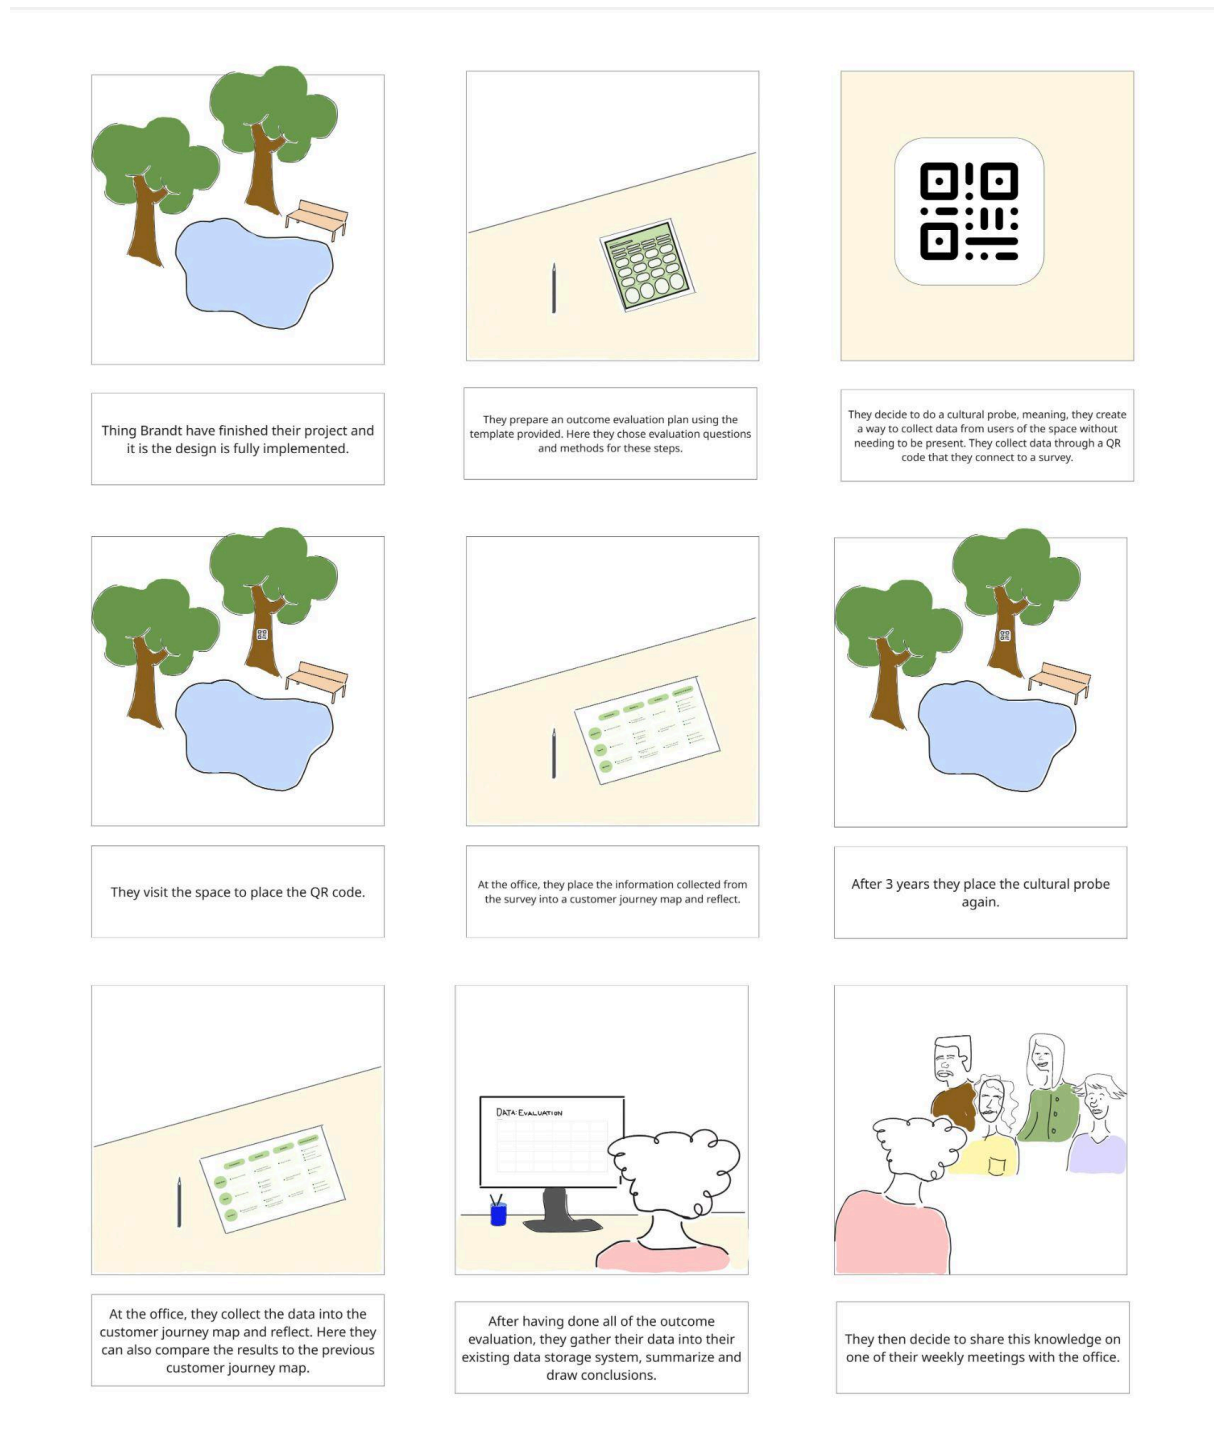 Thing Brandt have finished their project and
it is the design is fully implemented.
They prepare an outcome evaluation plan using the
template provided. Here they chose evaluation questions
and methods for these steps.
They decide to do a cultural probe, meaning, they create
a way to collect data from users of the space without
needing to be present. They collect data through a QR
code that they connect to a survey.
They visit the space to place the QR code.
At the office, they place the information collected from
the survey into a customer journey map and reflect.
After 3 years they place the cultural probe
again.
At the office, they collect the data into the
customer journey map and reflect. Here they
can also compare the results to the previous
customer journey map.
DATA: EVALUATION
After having done all of the outcome
evaluation, they gather their data into their
existing data storage system, summarize and
draw conclusions.
They then decide to share this knowledge on
one of their weekly meetings with the office.